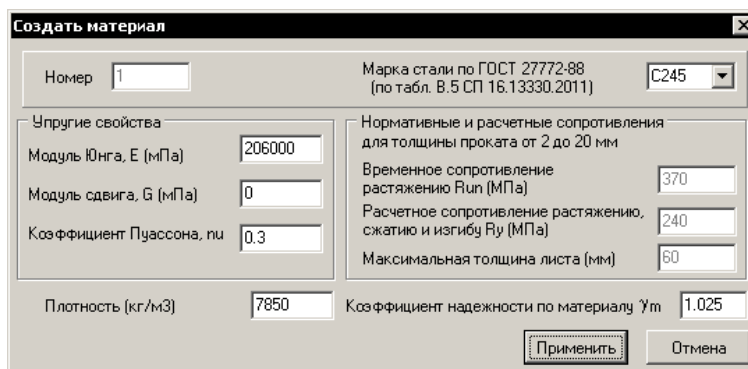 Создать материал
Номер 1
Марка стали по ГОСТ 27772-88
(по табл. В.5 СП 16.13330.2011)
C245
Упругие свойства
Модуль Юнга, E (мПа) 206000
Модуль сдвига, G (мПа) 0
Коэффициент Пуассона, nu 0.3
Нормативные и расчетные сопротивления
для толщины проката от 2 до 20 мм
Временное сопротивление
растяжению Run (МПа) 370
Расчетное сопротивление растяжению,
сжатию и изгибу Ry (МПа) 240
Максимальная толщина листа (мм) 60
Плотность (кг/м3) 7850
Коэффициент надежности по материалу γm 1.025
Применить
Отмена